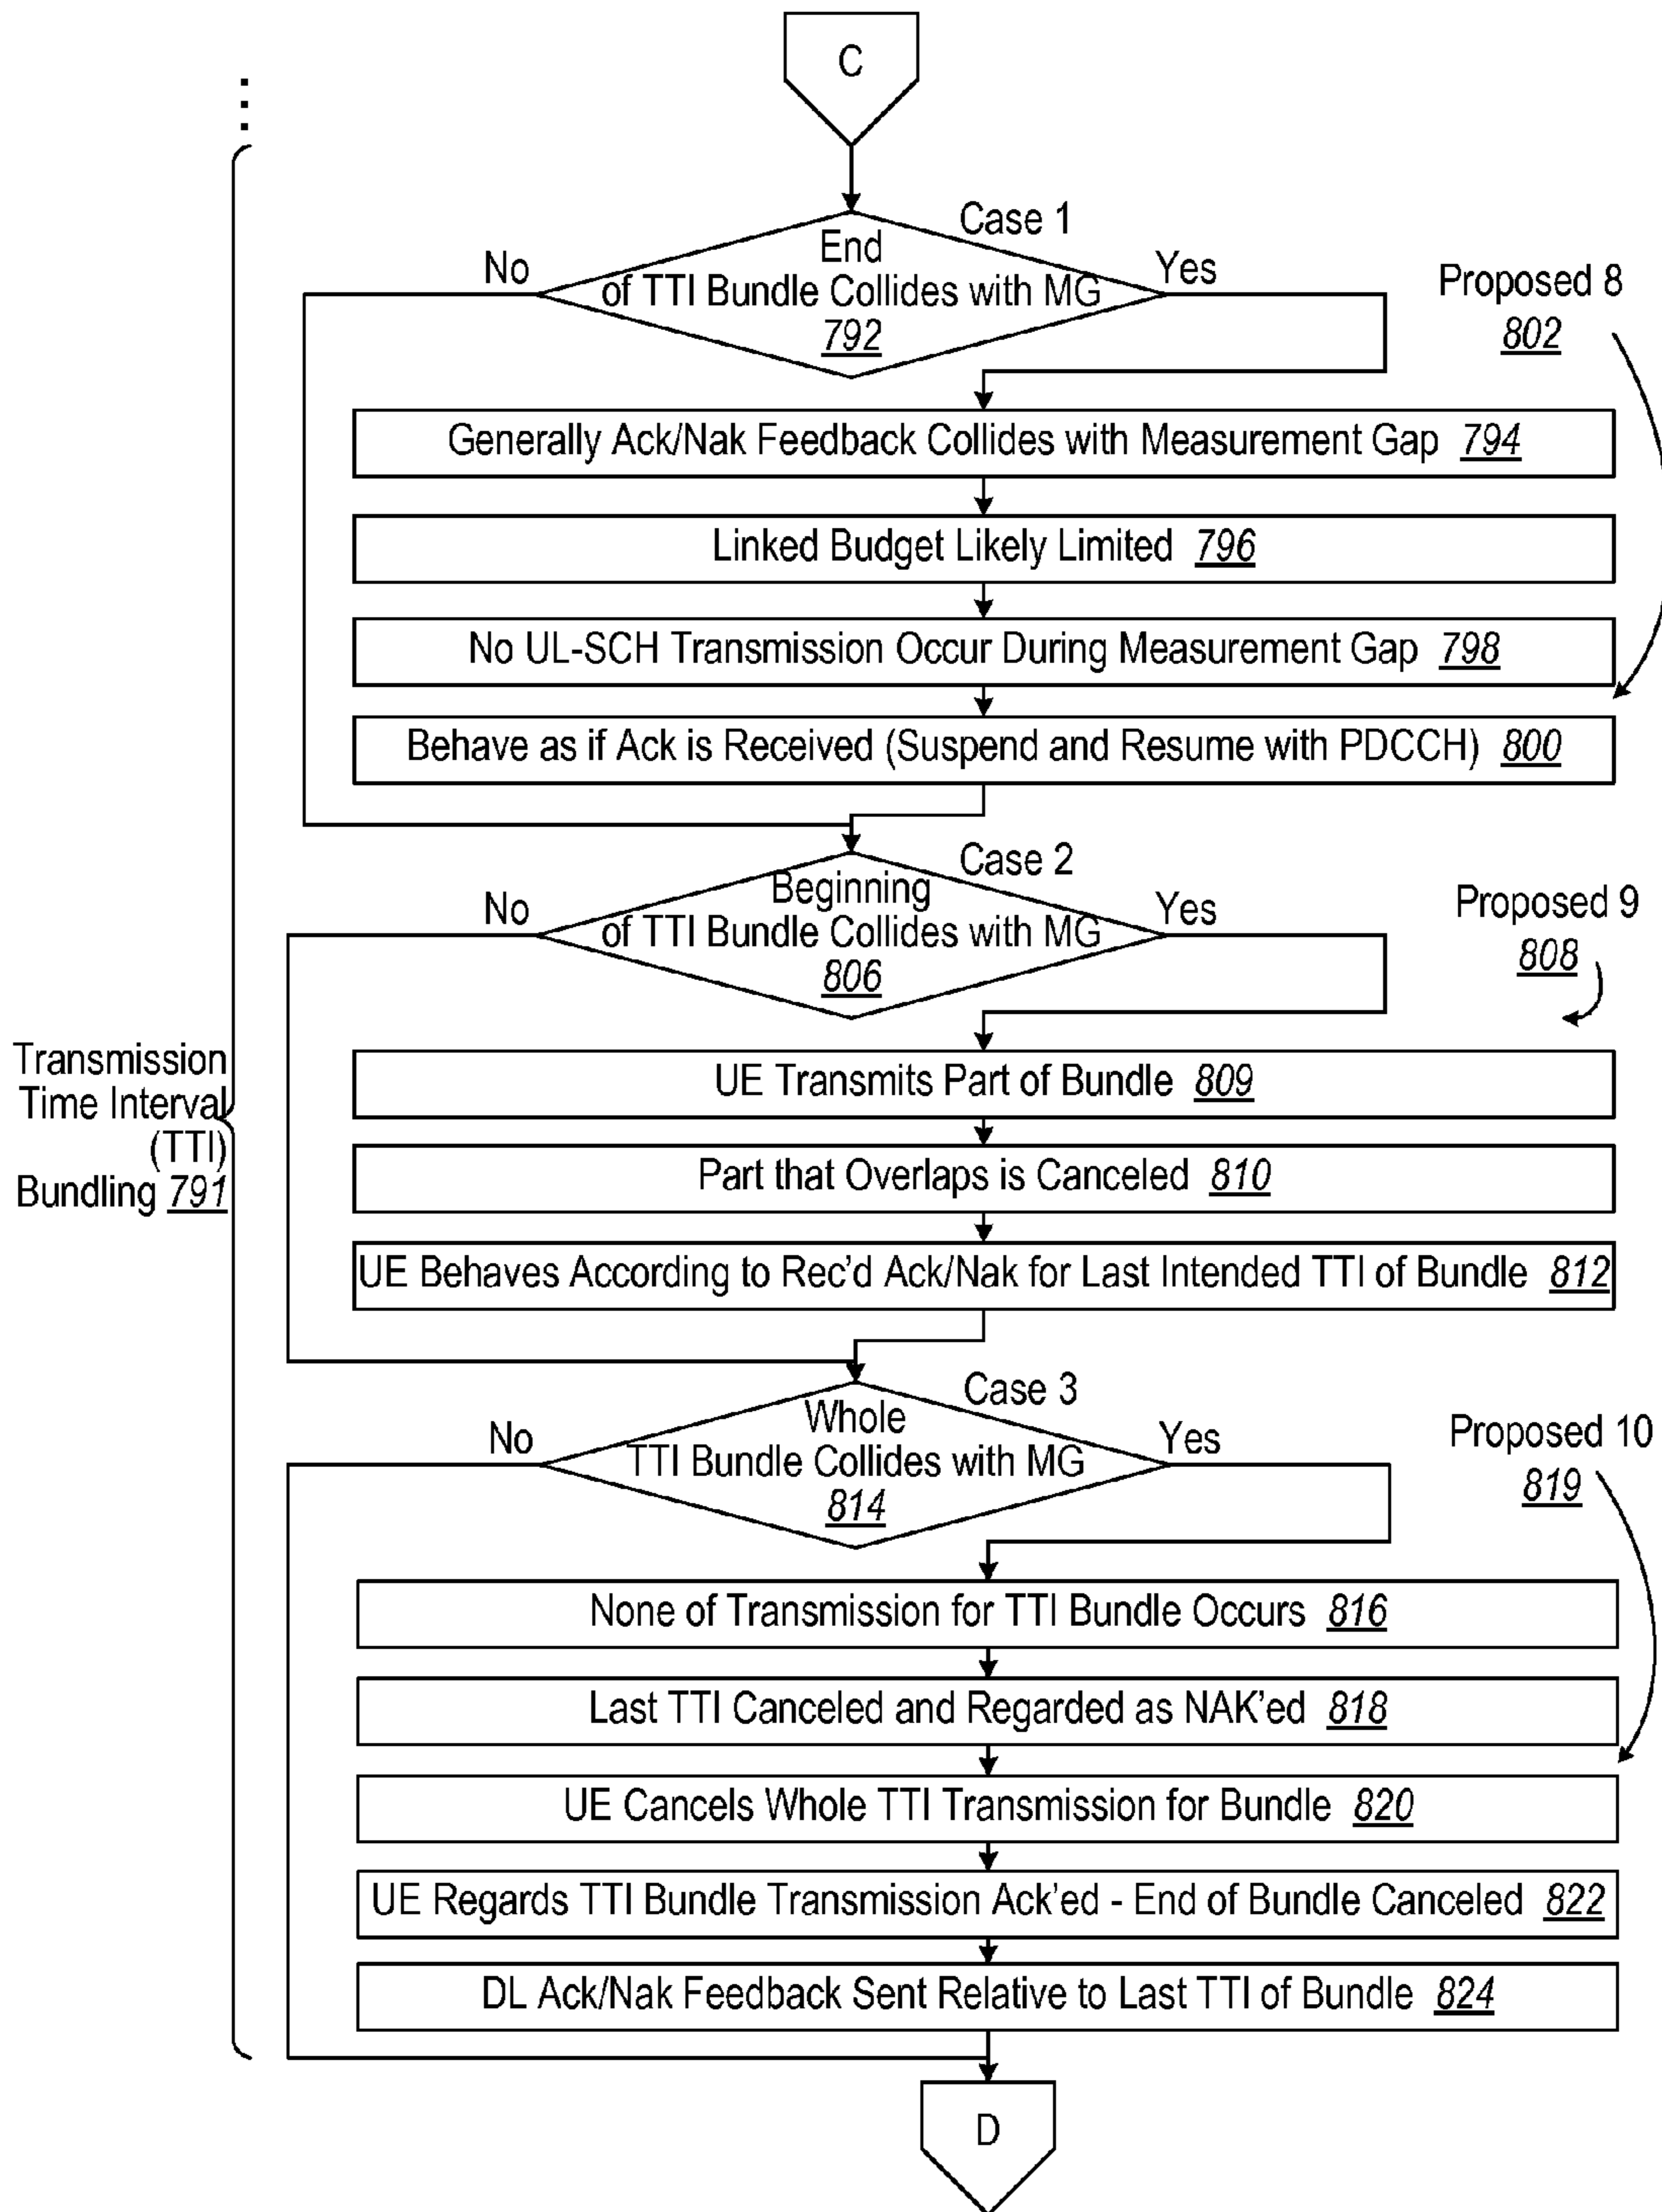 C
Case 1
No
End
of TTI Bundle Collides with MG
792
Yes
Proposed 8
802
Generally Ack/Nak Feedback Collides with Measurement Gap 794
Linked Budget Likely Limited 796
No UL-SCH Transmission Occur During Measurement Gap 798
Behave as if Ack is Received (Suspend and Resume with PDCCH) 800
Case 2
No
Beginning
of TTI Bundle Collides with MG
806
Yes
Proposed 9
808
Transmission
Time Interval
(TTI)
Bundling 791
UE Transmits Part of Bundle 809
Part that Overlaps is Canceled 810
UE Behaves According to Rec'd Ack/Nak for Last Intended TTI of Bundle 812
Case 3
No
Whole
TTI Bundle Collides with MG
814
Yes
Proposed 10
819
None of Transmission for TTI Bundle Occurs 816
Last TTI Canceled and Regarded as NAK'ed 818
UE Cancels Whole TTI Transmission for Bundle 820
UE Regards TTI Bundle Transmission Ack'ed - End of Bundle Canceled 822
DL Ack/Nak Feedback Sent Relative to Last TTI of Bundle 824
D